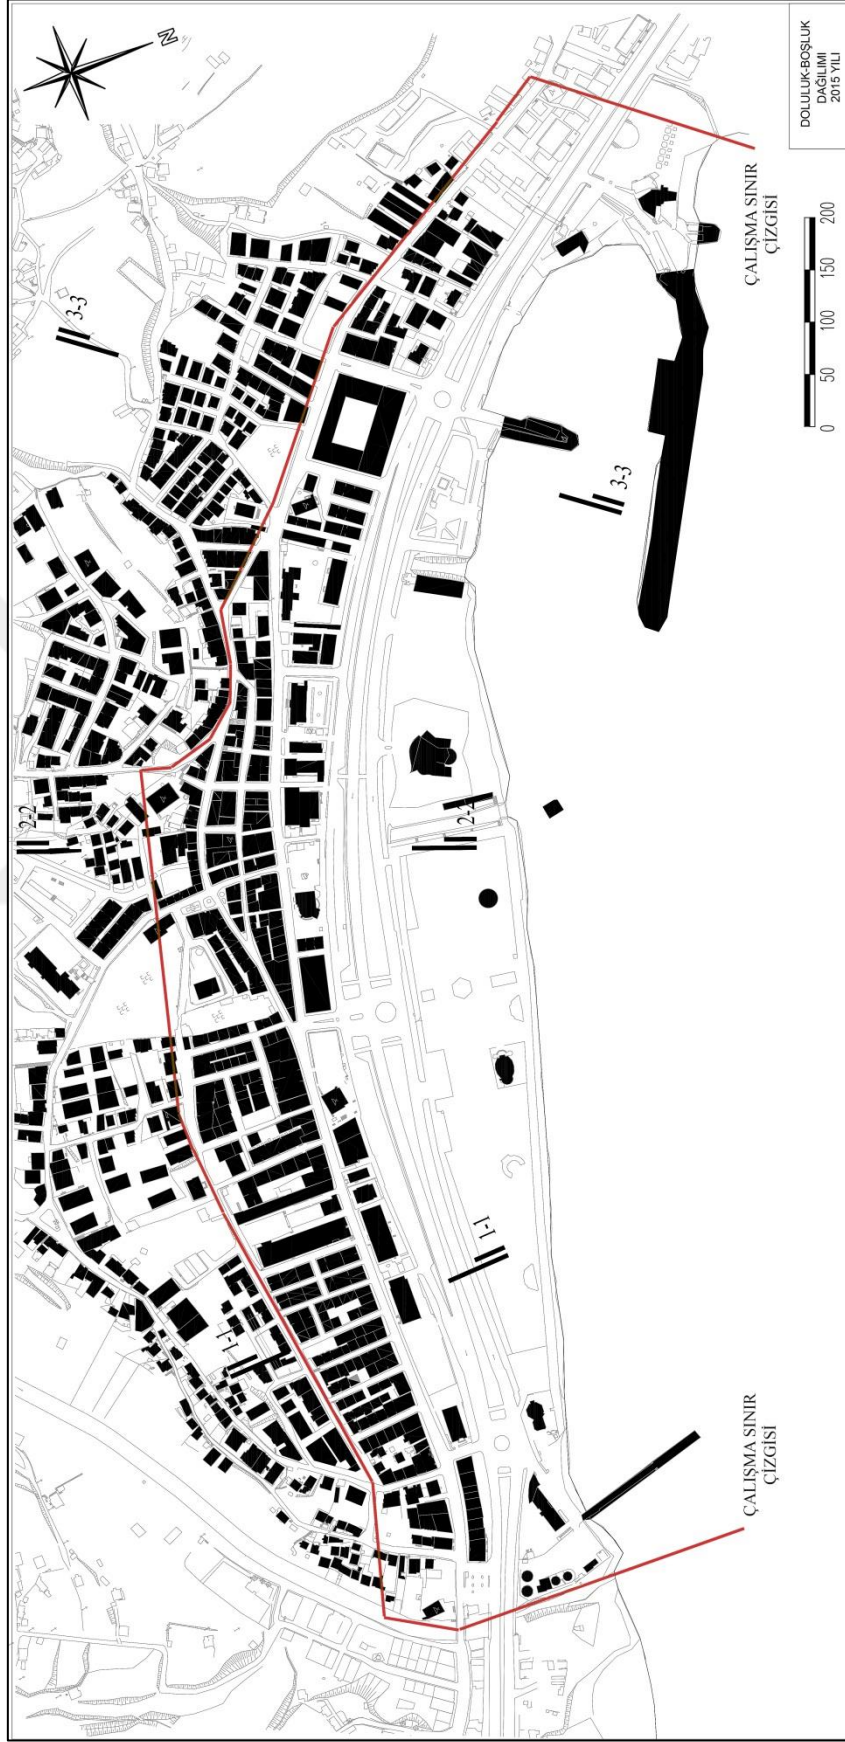 N
DOLULUK-BOŞLUK
DAĞILIMI
2015 YILI
ÇALIŞMA SINIR
ÇİZGİSİ
0 50 100 150 200
3-3
3-3
2-2
2-2
1-1
1-1
ÇALIŞMA SINIR
ÇİZGİSİ